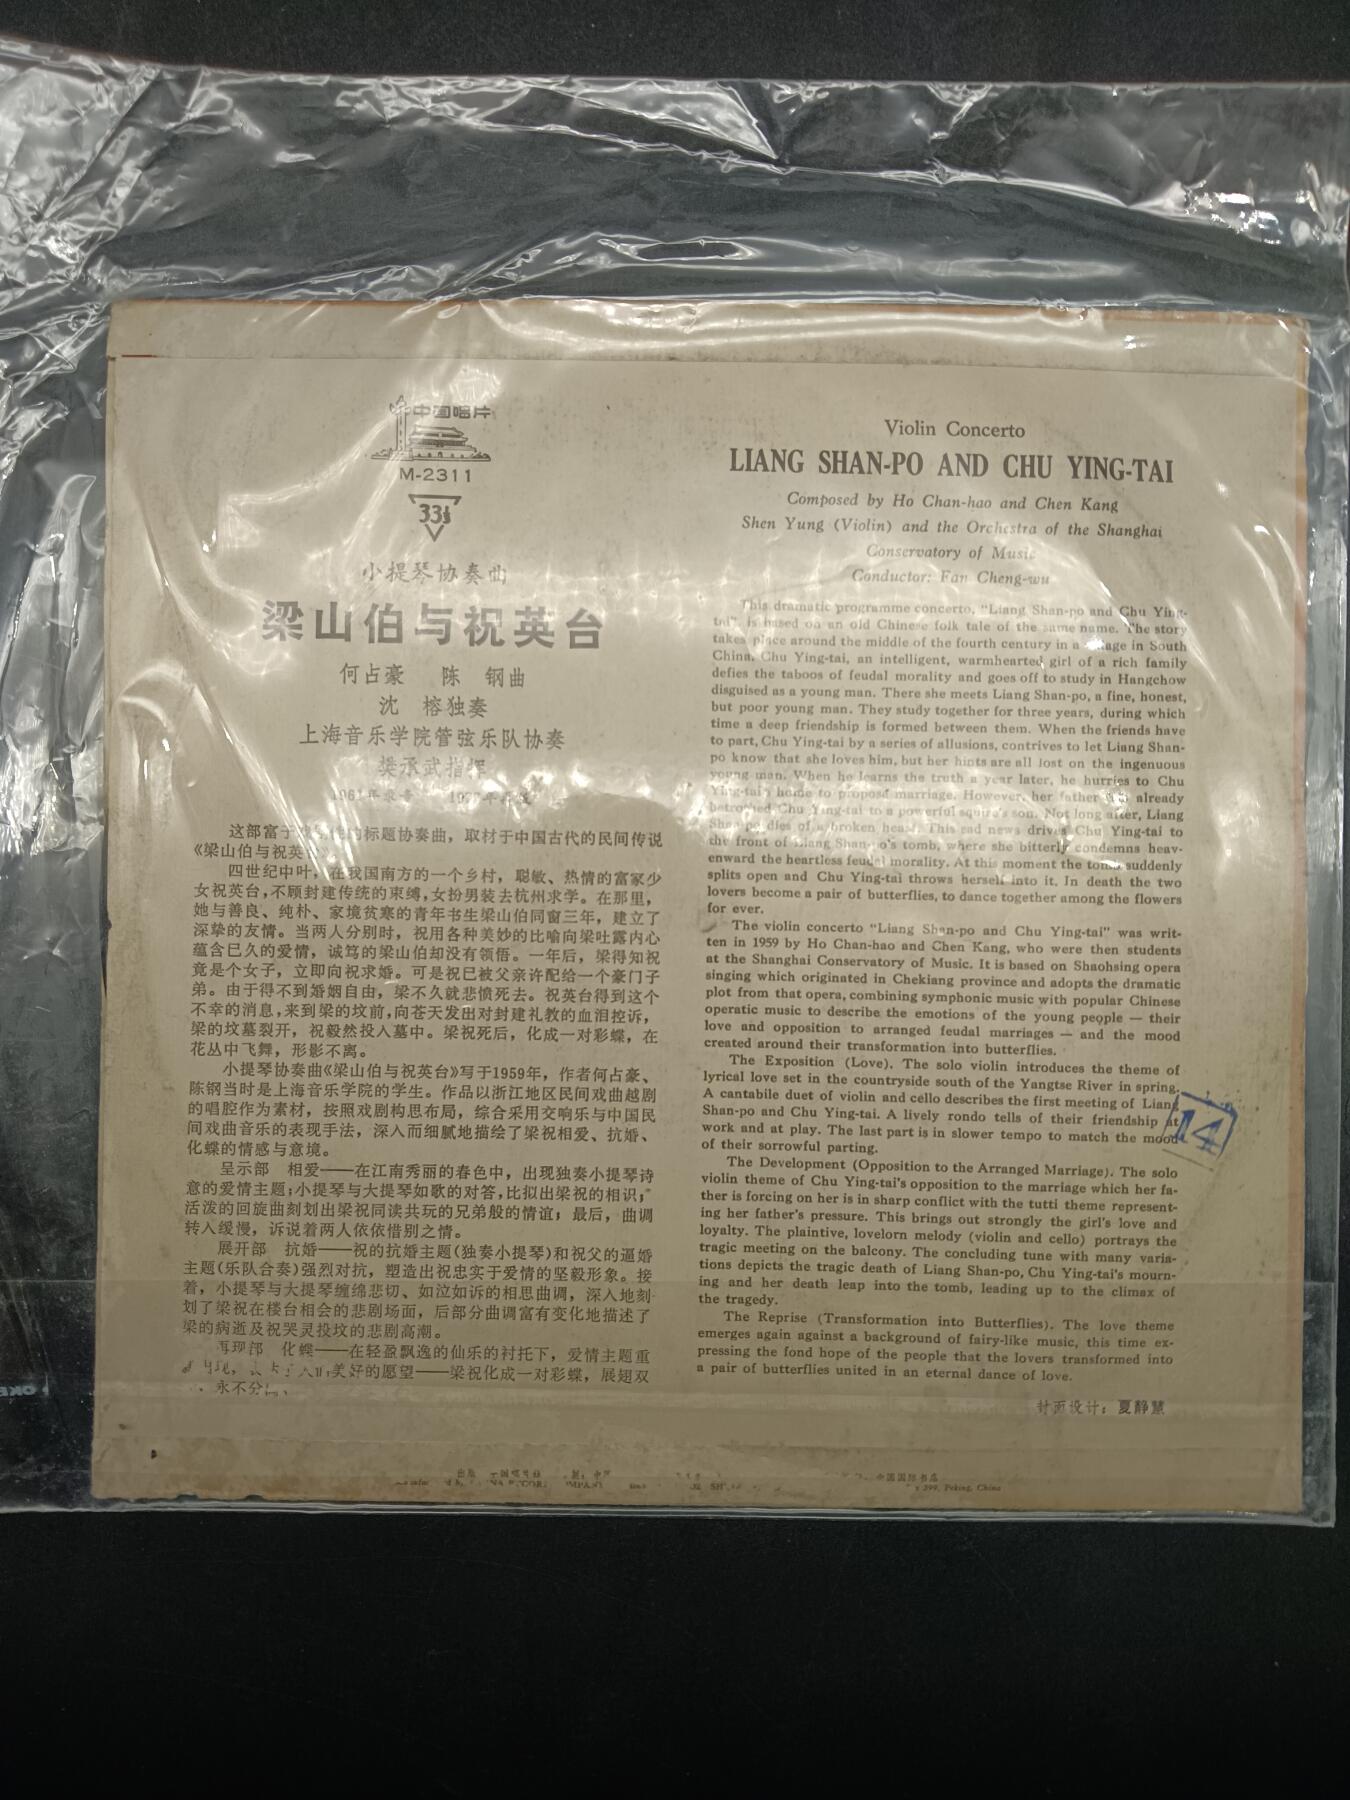 中国唱片
M-2311
33⅓
小提琴协奏曲
梁山伯与祝英台
何占豪 陈 钢曲
沈 榕独奏
上海音乐学院管弦乐队协奏
樊承武指挥
这部富于 标题协奏曲，取材于中国古代的民间传说
《梁山伯与祝英台
四世纪中叶，在我国南方的一个乡村，聪敏、热情的富家少
女祝英台，不顾封建传统的束缚，女扮男装去杭州求学。在那里，
她与善良、纯朴、家境贫寒的青年书生梁山伯同窗三年，建立了
深挚的友情。当两人分别时，祝用各种美妙的比喻向梁吐露内心
蕴含已久的爱情，诚笃的梁山伯却没有领悟。一年后，梁得知祝
竟是个女子，立即向祝求婚。可是祝已被父亲许配给一个豪门子
弟。由于得不到婚姻自由，梁不久就悲愤死去。祝英台得到这个
不幸的消息，来到梁的坟前，向苍天发出对封建礼教的血泪控诉，
梁的坟墓裂开，祝毅然投入墓中。梁祝死后，化成一对彩蝶，在
花丛中飞舞，形影不离。
小提琴协奏曲《梁山伯与祝英台》写于1959年，作者何占豪、
陈钢当时是上海音乐学院的学生。作品以浙江地区民间戏曲越剧
的唱腔作为素材，按照戏剧构思布局，综合采用交响乐与中国民
间戏曲音乐的表现手法，深入而细腻地描绘了梁祝相爱、抗婚、
化蝶的情感与意境。
呈示部 相爱——在江南秀丽的春色中，出现独奏小提琴诗
意的爱情主题；小提琴与大提琴如歌的对答，比拟出梁祝的相识；
活泼的回旋曲刻划出梁祝同读共玩的兄弟般的情谊；最后，曲调
转入缓慢，诉说着两人依依惜别之情。
展开部 抗婚——祝的抗婚主题（独奏小提琴）和祝父的逼婚
主题（乐队合奏）强烈对抗，塑造出祝忠实于爱情的坚毅形象。接
着，小提琴与大提琴缠绵悲切、如泣如诉的相思曲调，深入地刻
划了梁祝在楼台相会的悲剧场面，后部分曲调富有变化地描述了
梁的病逝及祝哭灵投坟的悲剧高潮。
再现部 化蝶——在轻盈飘逸的仙乐的衬托下，爱情主题重
美好的愿望——梁祝化成一对彩蝶，展翅双
永不分
Violin Concerto
LIANG SHAN-PO AND CHU YING-TAI
Composed by Ho Chan-hao and Chen Kang
Shen Yung (Violin) and the Orchestra of the Shanghai
Conservatory of Music
Conductor: Fan Cheng-wu
This dramatic programme concerto, "Liang Shan-po and Chu Ying-
tai", is based on an old Chinese folk tale of the same name. The story
takes place around the middle of the fourth century in a village in South
China. Chu Ying-tai, an intelligent, warmhearted girl of a rich family
defies the taboos of feudal morality and goes off to study in Hangchow
disguised as a young man. There she meets Liang Shan-po, a fine, honest,
but poor young man. They study together for three years, during which
time a deep friendship is formed between them. When the friends have
to part, Chu Ying-tai by a series of allusions, contrives to let Liang Shan-
po know that she loves him, but her hints are all lost on the ingenuous
young man. When he learns the truth a year later, he hurries to Chu
Ying-tai's home to propose marriage. However, her father has already
betrothed Chu Ying-tai to a powerful squire's son. Not long after, Liang
Shan-po dies of a broken heart. This sad news drives Chu Ying-tai to
the front of Liang Shan-po's tomb, where she bitterly condemns heav-
enward the heartless feudal morality. At this moment the tomb suddenly
splits open and Chu Ying-tai throws herself into it. In death the two
lovers become a pair of butterflies, to dance together among the flowers
for ever.
The violin concerto "Liang Shan-po and Chu Ying-tai" was writ-
ten in 1959 by Ho Chan-hao and Chen Kang, who were then students
at the Shanghai Conservatory of Music. It is based on Shaohsing opera
singing which originated in Chekiang province and adopts the dramatic
plot from that opera, combining symphonic music with popular Chinese
operatic music to describe the emotions of the young people — their
love and opposition to arranged feudal marriages — and the mood
created around their transformation into butterflies.
The Exposition (Love). The solo violin introduces the theme of
lyrical love set in the countryside south of the Yangtse River in spring.
A cantabile duet of violin and cello describes the first meeting of Liang
Shan-po and Chu Ying-tai. A lively rondo tells of their friendship at
work and at play. The last part is in slower tempo to match the mood
of their sorrowful parting.
The Development (Opposition to the Arranged Marriage). The solo
violin theme of Chu Ying-tai's opposition to the marriage which her fa-
ther is forcing on her is in sharp conflict with the tutti theme represent-
ing her father's pressure. This brings out strongly the girl's love and
loyalty. The plaintive, lovelorn melody (violin and cello) portrays the
tragic meeting on the balcony. The concluding tune with many varia-
tions depicts the tragic death of Liang Shan-po, Chu Ying-tai's mourn-
ing and her death leap into the tomb, leading up to the climax of
the tragedy.
The Reprise (Transformation into Butterflies). The love theme
emerges again against a background of fairy-like music, this time ex-
pressing the fond hope of the people that the lovers transformed into
a pair of butterflies united in an eternal dance of love.
14
封面设计：夏静慧
中国国际书店
399, Peking, China